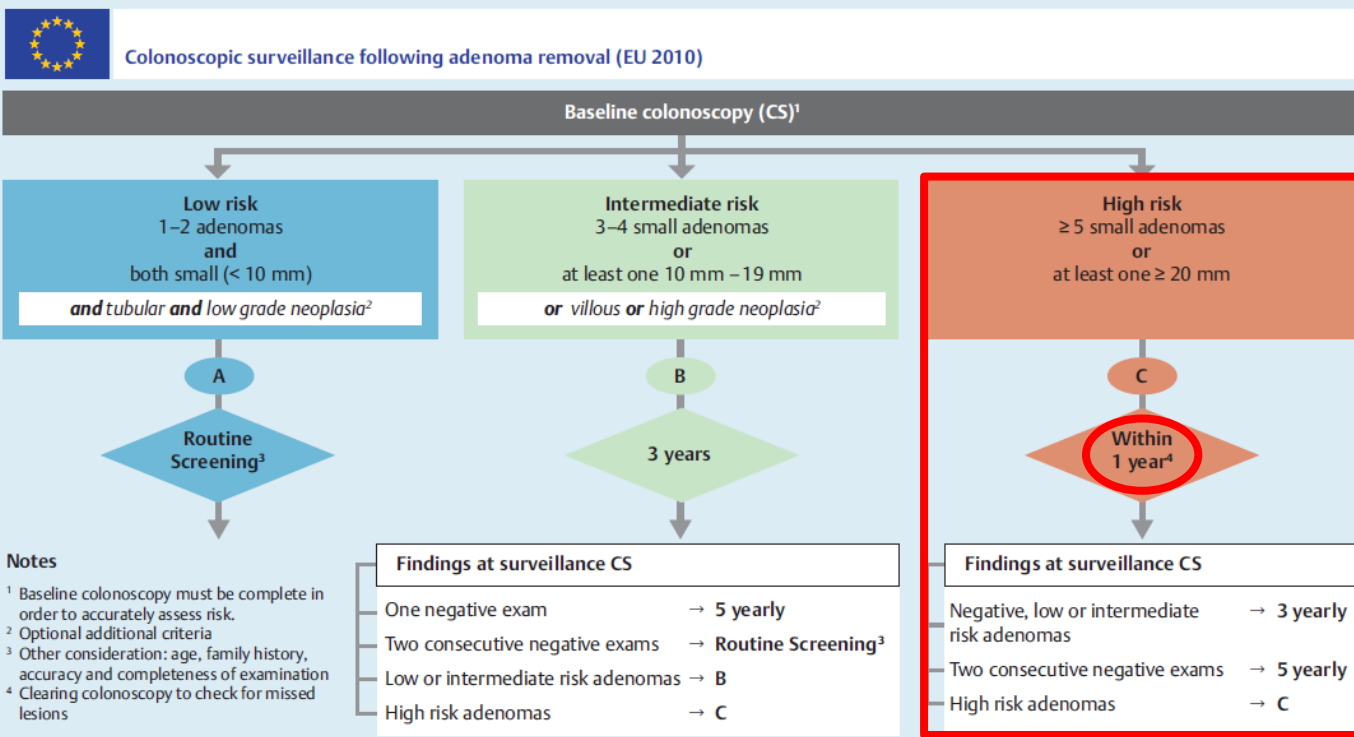 Colonoscopic surveillance following adenoma removal (EU 2010)
Baseline colonoscopy (CS)¹
Low risk
1–2 adenomas
and
both small (< 10 mm)
and tubular and low grade neoplasia²
A
Routine
Screening³
Intermediate risk
3–4 small adenomas
or
at least one 10 mm – 19 mm
or villous or high grade neoplasia²
B
3 years
High risk
≥ 5 small adenomas
or
at least one ≥ 20 mm
C
Within
1 year⁴
Notes
¹ Baseline colonoscopy must be complete in
order to accurately assess risk.
² Optional additional criteria
³ Other consideration: age, family history,
accuracy and completeness of examination
⁴ Clearing colonoscopy to check for missed
lesions
Findings at surveillance CS
One negative exam → 5 yearly
Two consecutive negative exams → Routine Screening³
Low or intermediate risk adenomas → B
High risk adenomas → C
Findings at surveillance CS
Negative, low or intermediate → 3 yearly
risk adenomas
Two consecutive negative exams → 5 yearly
High risk adenomas → C